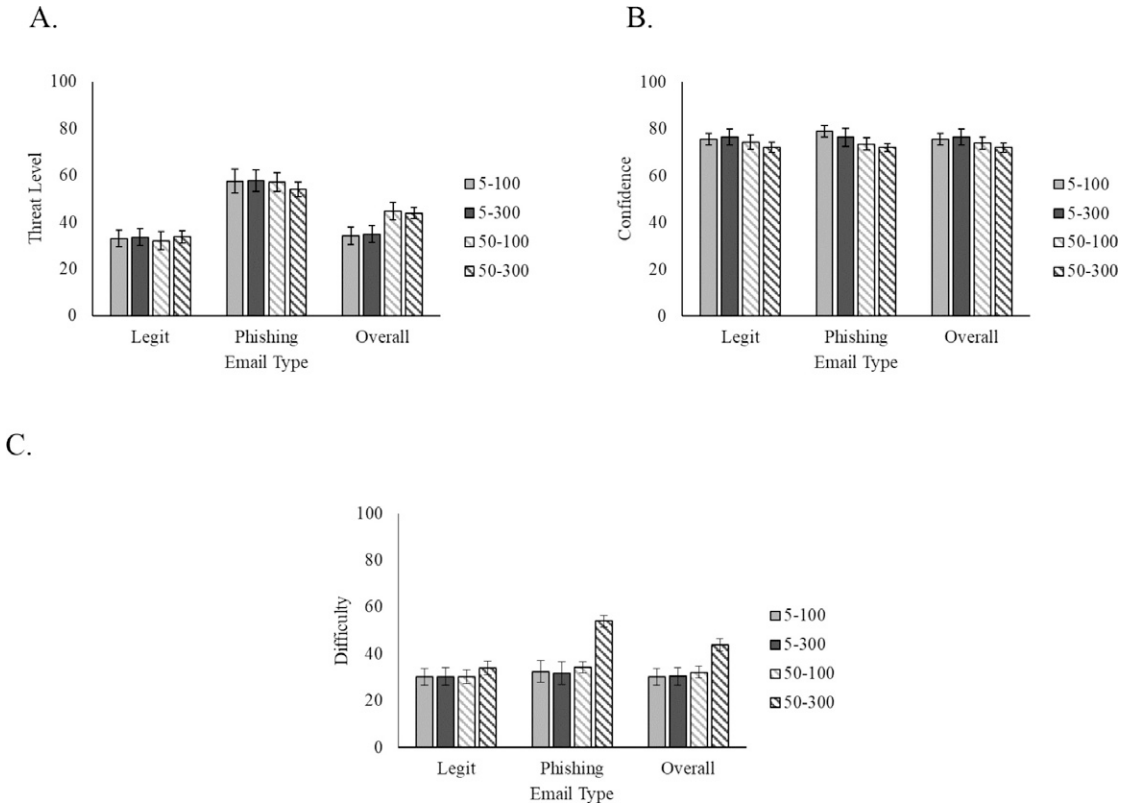 A.
100
80
60
40
20
0
Threat Level
Legit Phishing Overall
Email Type
5-100
5-300
50-100
50-300
B.
100
80
60
40
20
0
Confidence
Legit Phishing Overall
Email Type
5-100
5-300
50-100
50-300
C.
100
80
60
40
20
0
Difficulty
Legit Phishing Overall
Email Type
5-100
5-300
50-100
50-300